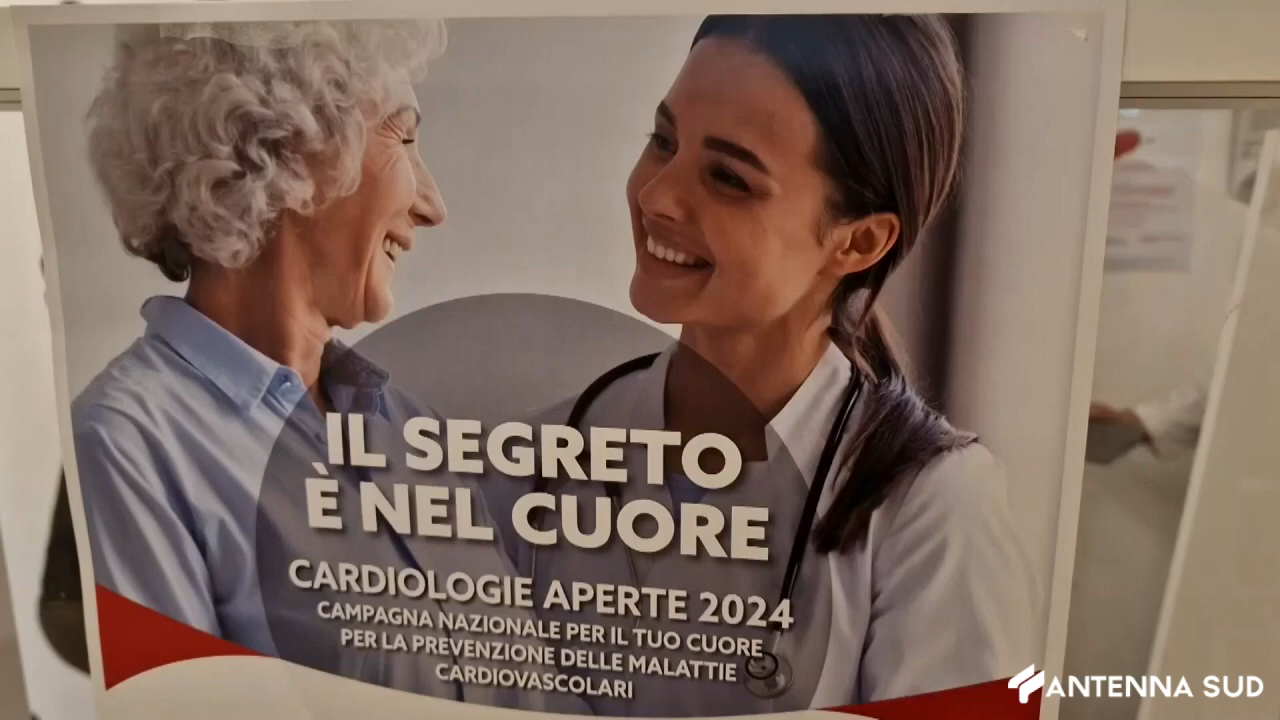 IL SEGRETO
È NEL CUORE
CARDIOLOGIE APERTE 2024
CAMPAGNA NAZIONALE PER IL TUO CUORE
PER LA PREVENZIONE DELLE MALATTIE
CARDIOVASCOLARI
ANTENNA SUD